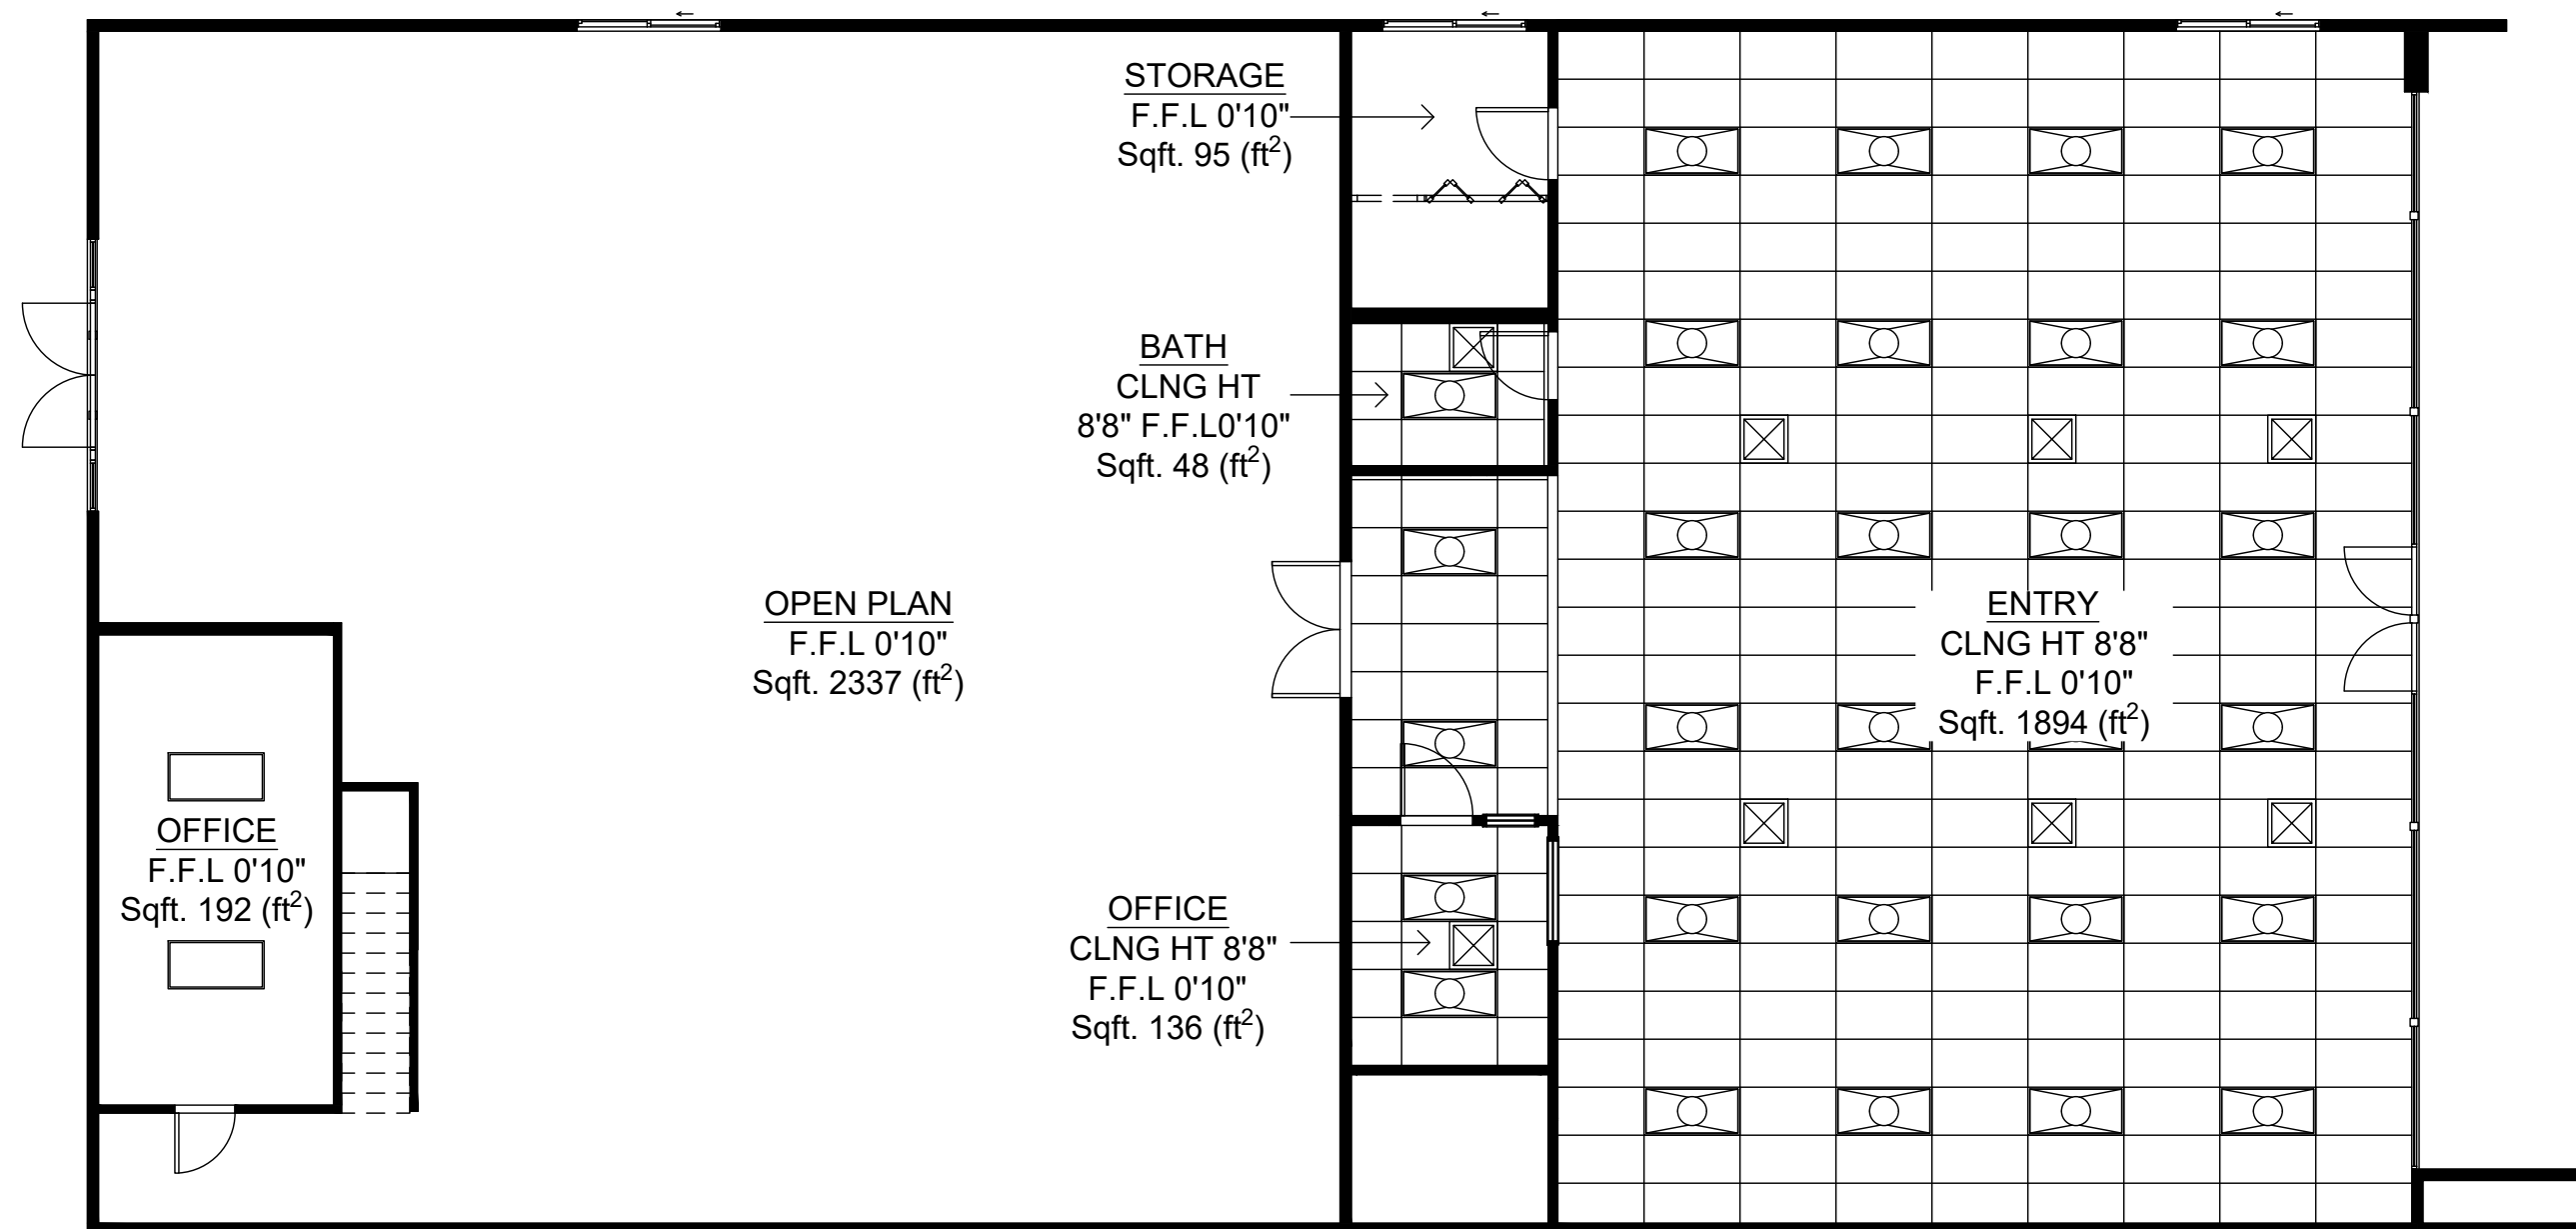 STORAGE
F.F.L 0'10"
Sqft. 95 (ft²)
BATH
CLNG HT
8'8" F.F.L0'10"
Sqft. 48 (ft²)
OPEN PLAN
F.F.L 0'10"
Sqft. 2337 (ft²)
ENTRY
CLNG HT 8'8"
F.F.L 0'10"
Sqft. 1894 (ft²)
OFFICE
F.F.L 0'10"
Sqft. 192 (ft²)
OFFICE
CLNG HT 8'8"
F.F.L 0'10"
Sqft. 136 (ft²)